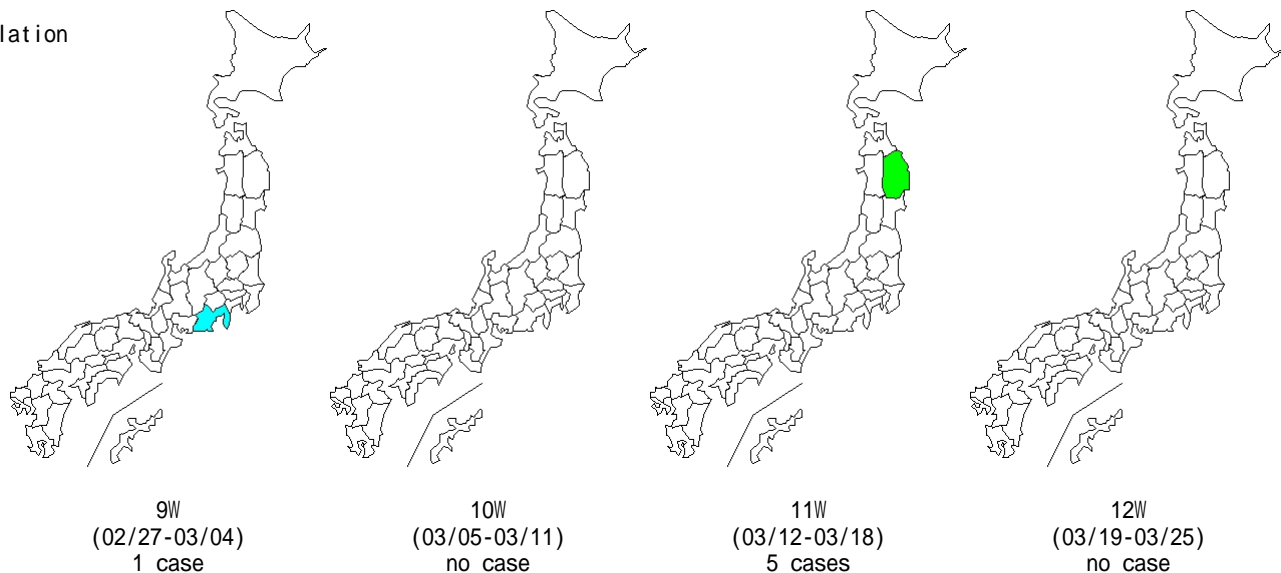 lation
9W
(02/27-03/04)
1 case
10W
(03/05-03/11)
no case
11W
(03/12-03/18)
5 cases
12W
(03/19-03/25)
no case